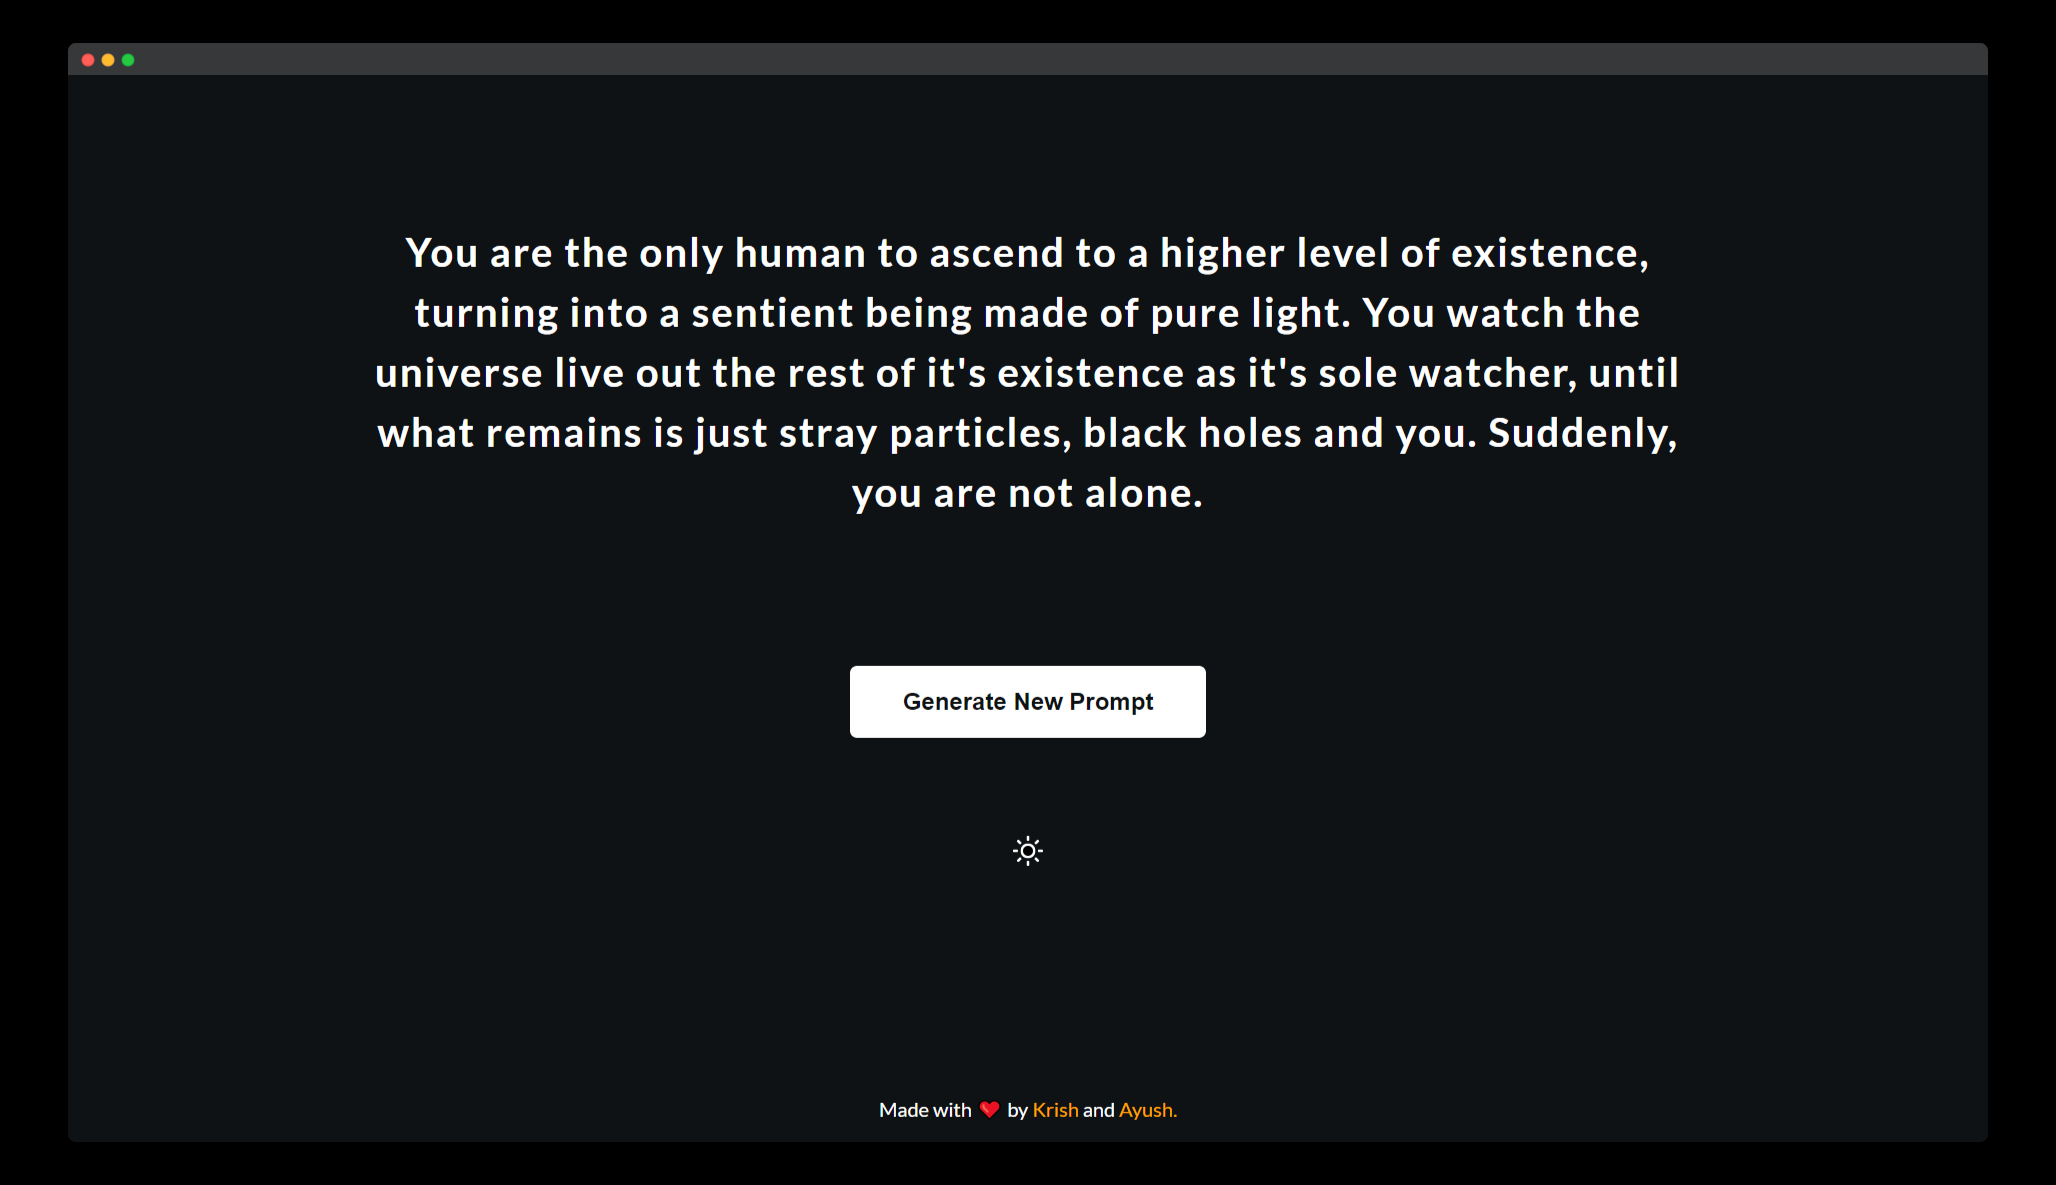 You are the only human to ascend to a higher level of existence,
turning into a sentient being made of pure light. You watch the
universe live out the rest of it's existence as it's sole watcher, until
what remains is just stray particles, black holes and you. Suddenly,
you are not alone.
Generate New Prompt
Made with ❤️ by Krish and Ayush.